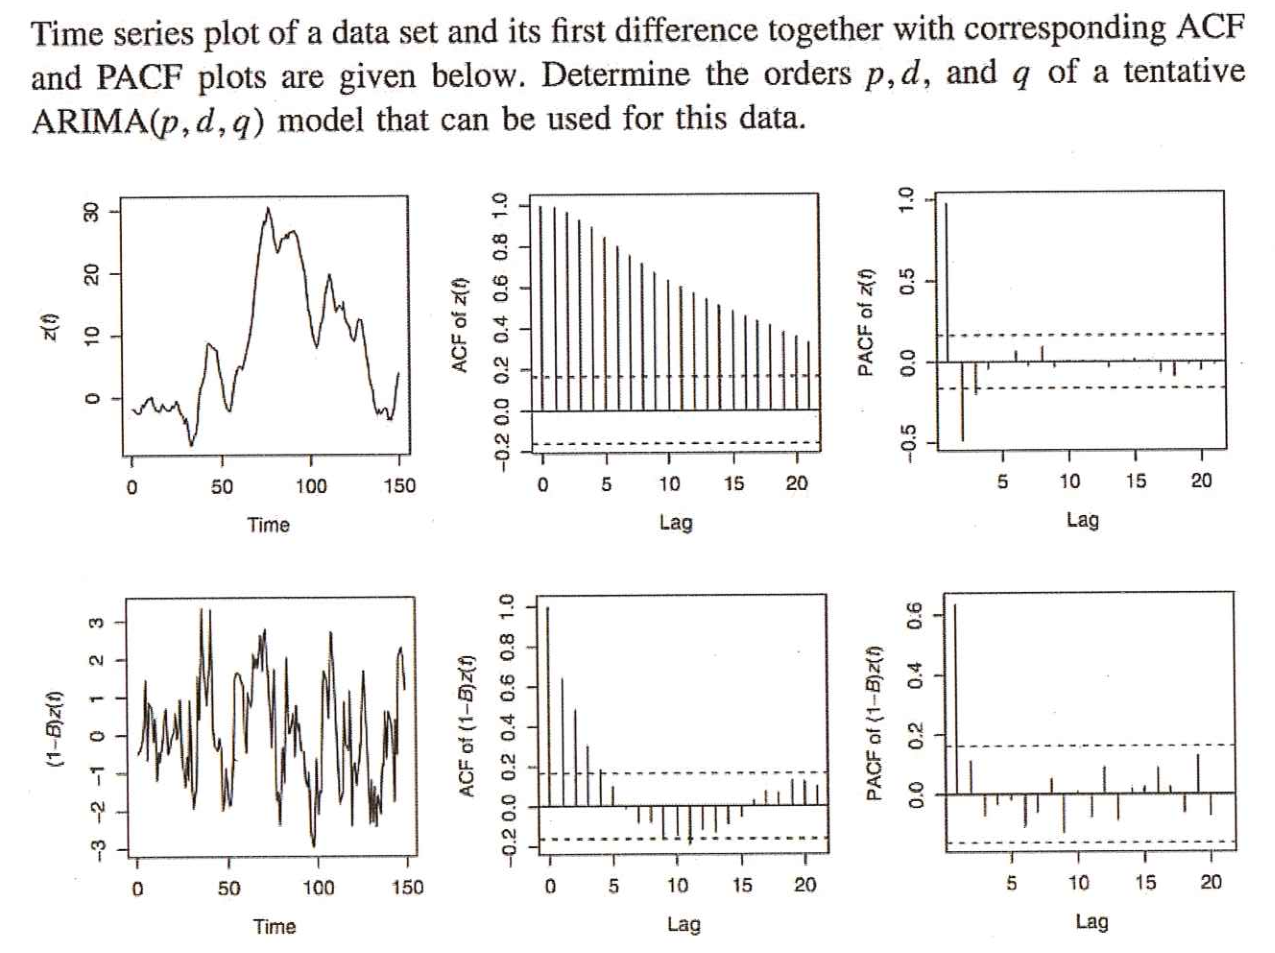 Time series plot of a data set and its first difference together with corresponding ACF
and PACF plots are given below. Determine the orders p, d, and q of a tentative
ARIMA(p, d, q) model that can be used for this data.
z(t)
30
20
10
0
0 50 100 150
Time
ACF of z(t)
1.0
0.8
0.6
0.4
0.2
0.0
-0.2
0 5 10 15 20
Lag
PACF of z(t)
1.0
0.5
0.0
-0.5
5 10 15 20
Lag
(1-B)z(t)
3
2
1
0
-1
-2
-3
0 50 100 150
Time
ACF of (1-B)z(t)
1.0
0.8
0.6
0.4
0.2
0.0
-0.2
0 5 10 15 20
Lag
PACF of (1-B)z(t)
0.6
0.4
0.2
0.0
5 10 15 20
Lag